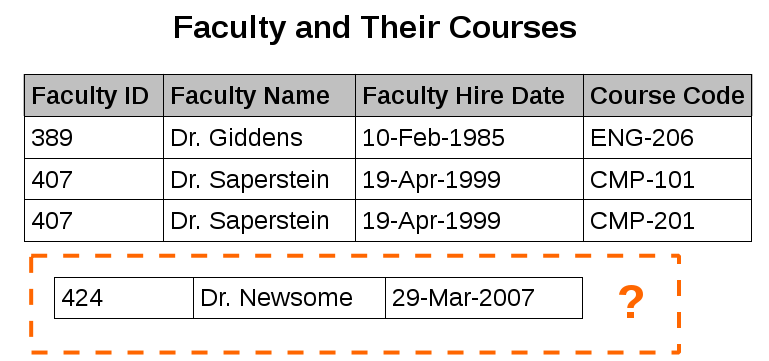 Faculty and Their Courses
Faculty ID Faculty Name Faculty Hire Date Course Code
389 Dr. Giddens 10-Feb-1985 ENG-206
407 Dr. Saperstein 19-Apr-1999 CMP-101
407 Dr. Saperstein 19-Apr-1999 CMP-201
424 Dr. Newsome 29-Mar-2007 ?